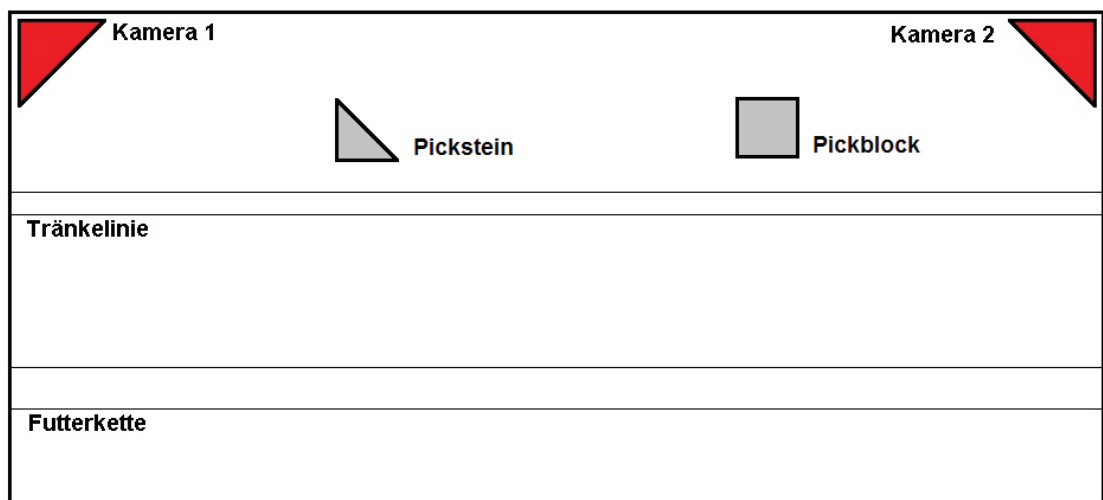 Kamera 1
Kamera 2
Pickstein
Pickblock
Tränkelinie
Futterkette